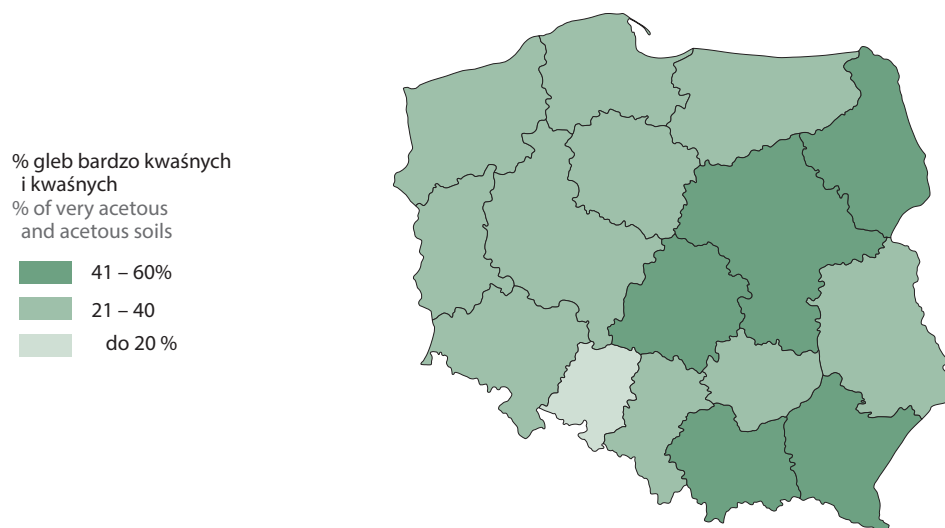 % gleb bardzo kwaśnych
i kwaśnych
% of very acetous
and acetous soils
41 – 60%
21 – 40
do 20 %